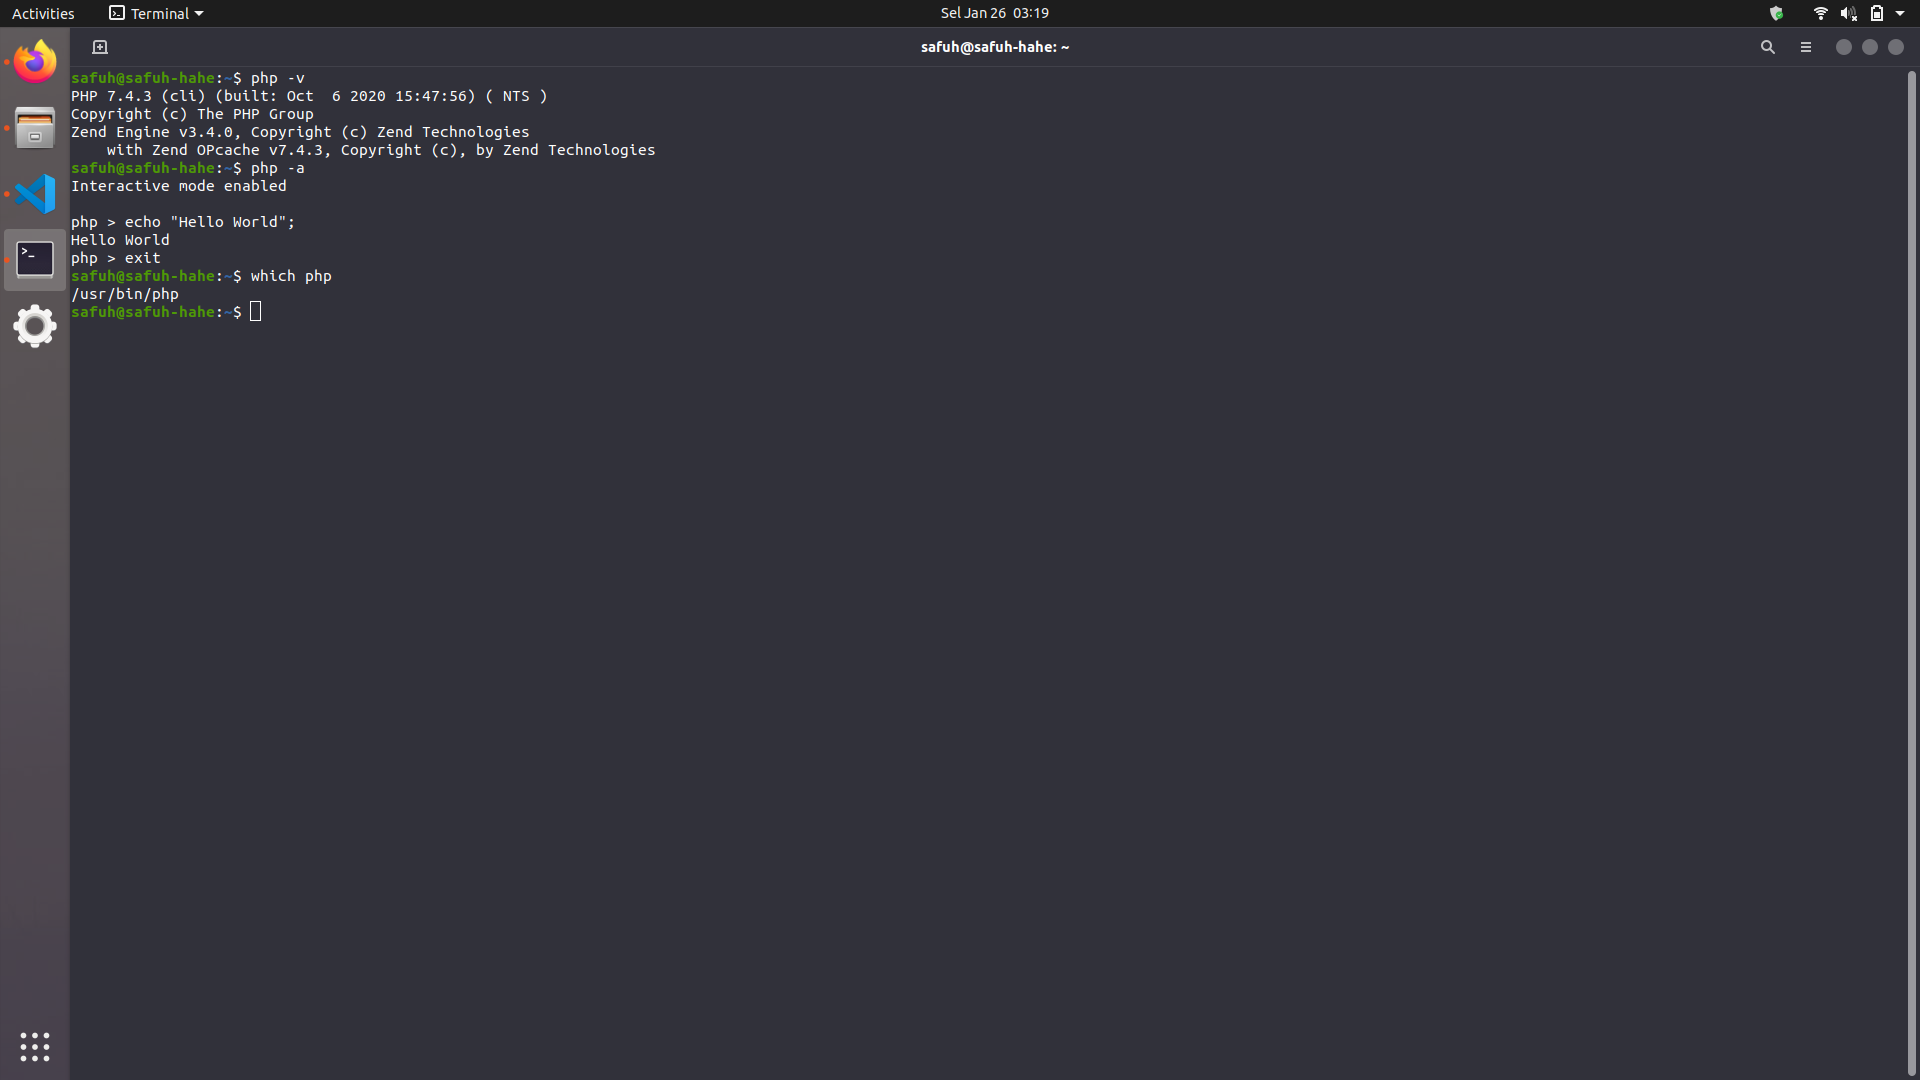 Activities Terminal Sel Jan 26 03:19
safuh@safuh-hahe: ~
safuh@safuh-hahe:~$ php -v
PHP 7.4.3 (cli) (built: Oct  6 2020 15:47:56) ( NTS )
Copyright (c) The PHP Group
Zend Engine v3.4.0, Copyright (c) Zend Technologies
    with Zend OPcache v7.4.3, Copyright (c), by Zend Technologies
safuh@safuh-hahe:~$ php -a
Interactive mode enabled
php > echo "Hello World";
Hello World
php > exit
safuh@safuh-hahe:~$ which php
/usr/bin/php
safuh@safuh-hahe:~$